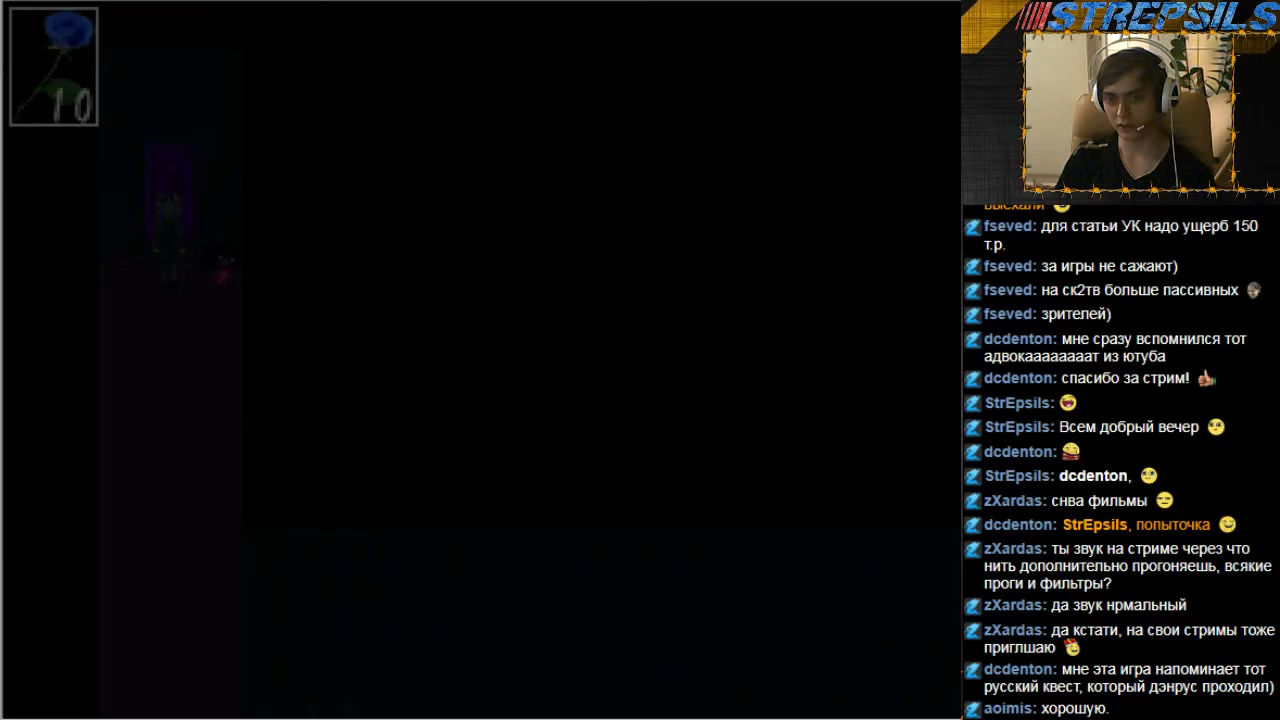 10
STREPSILS
высхали
fseved: для статьи УК надо ущерб 150
т.р.
fseved: за игры не сажают)
fseved: на ск2тв больше пассивных
fseved: зрителей)
dcdenton: мне сразу вспомнился тот
адвокаааааааат из ютуба
dcdenton: спасибо за стрим!
StrEpsils:
StrEpsils: Всем добрый вечер
dcdenton:
StrEpsils: dcdenton,
zXardas: снва фильмы
dcdenton: StrEpsils, попыточка
zXardas: ты звук на стриме через что
нить дополнительно прогоняешь, всякие
проги и фильтры?
zXardas: да звук нрмальный
zXardas: да кстати, на свои стримы тоже
приглшаю
dcdenton: мне эта игра напоминает тот
русский квест, который дэнрус проходил)
aoimis: хорошую.